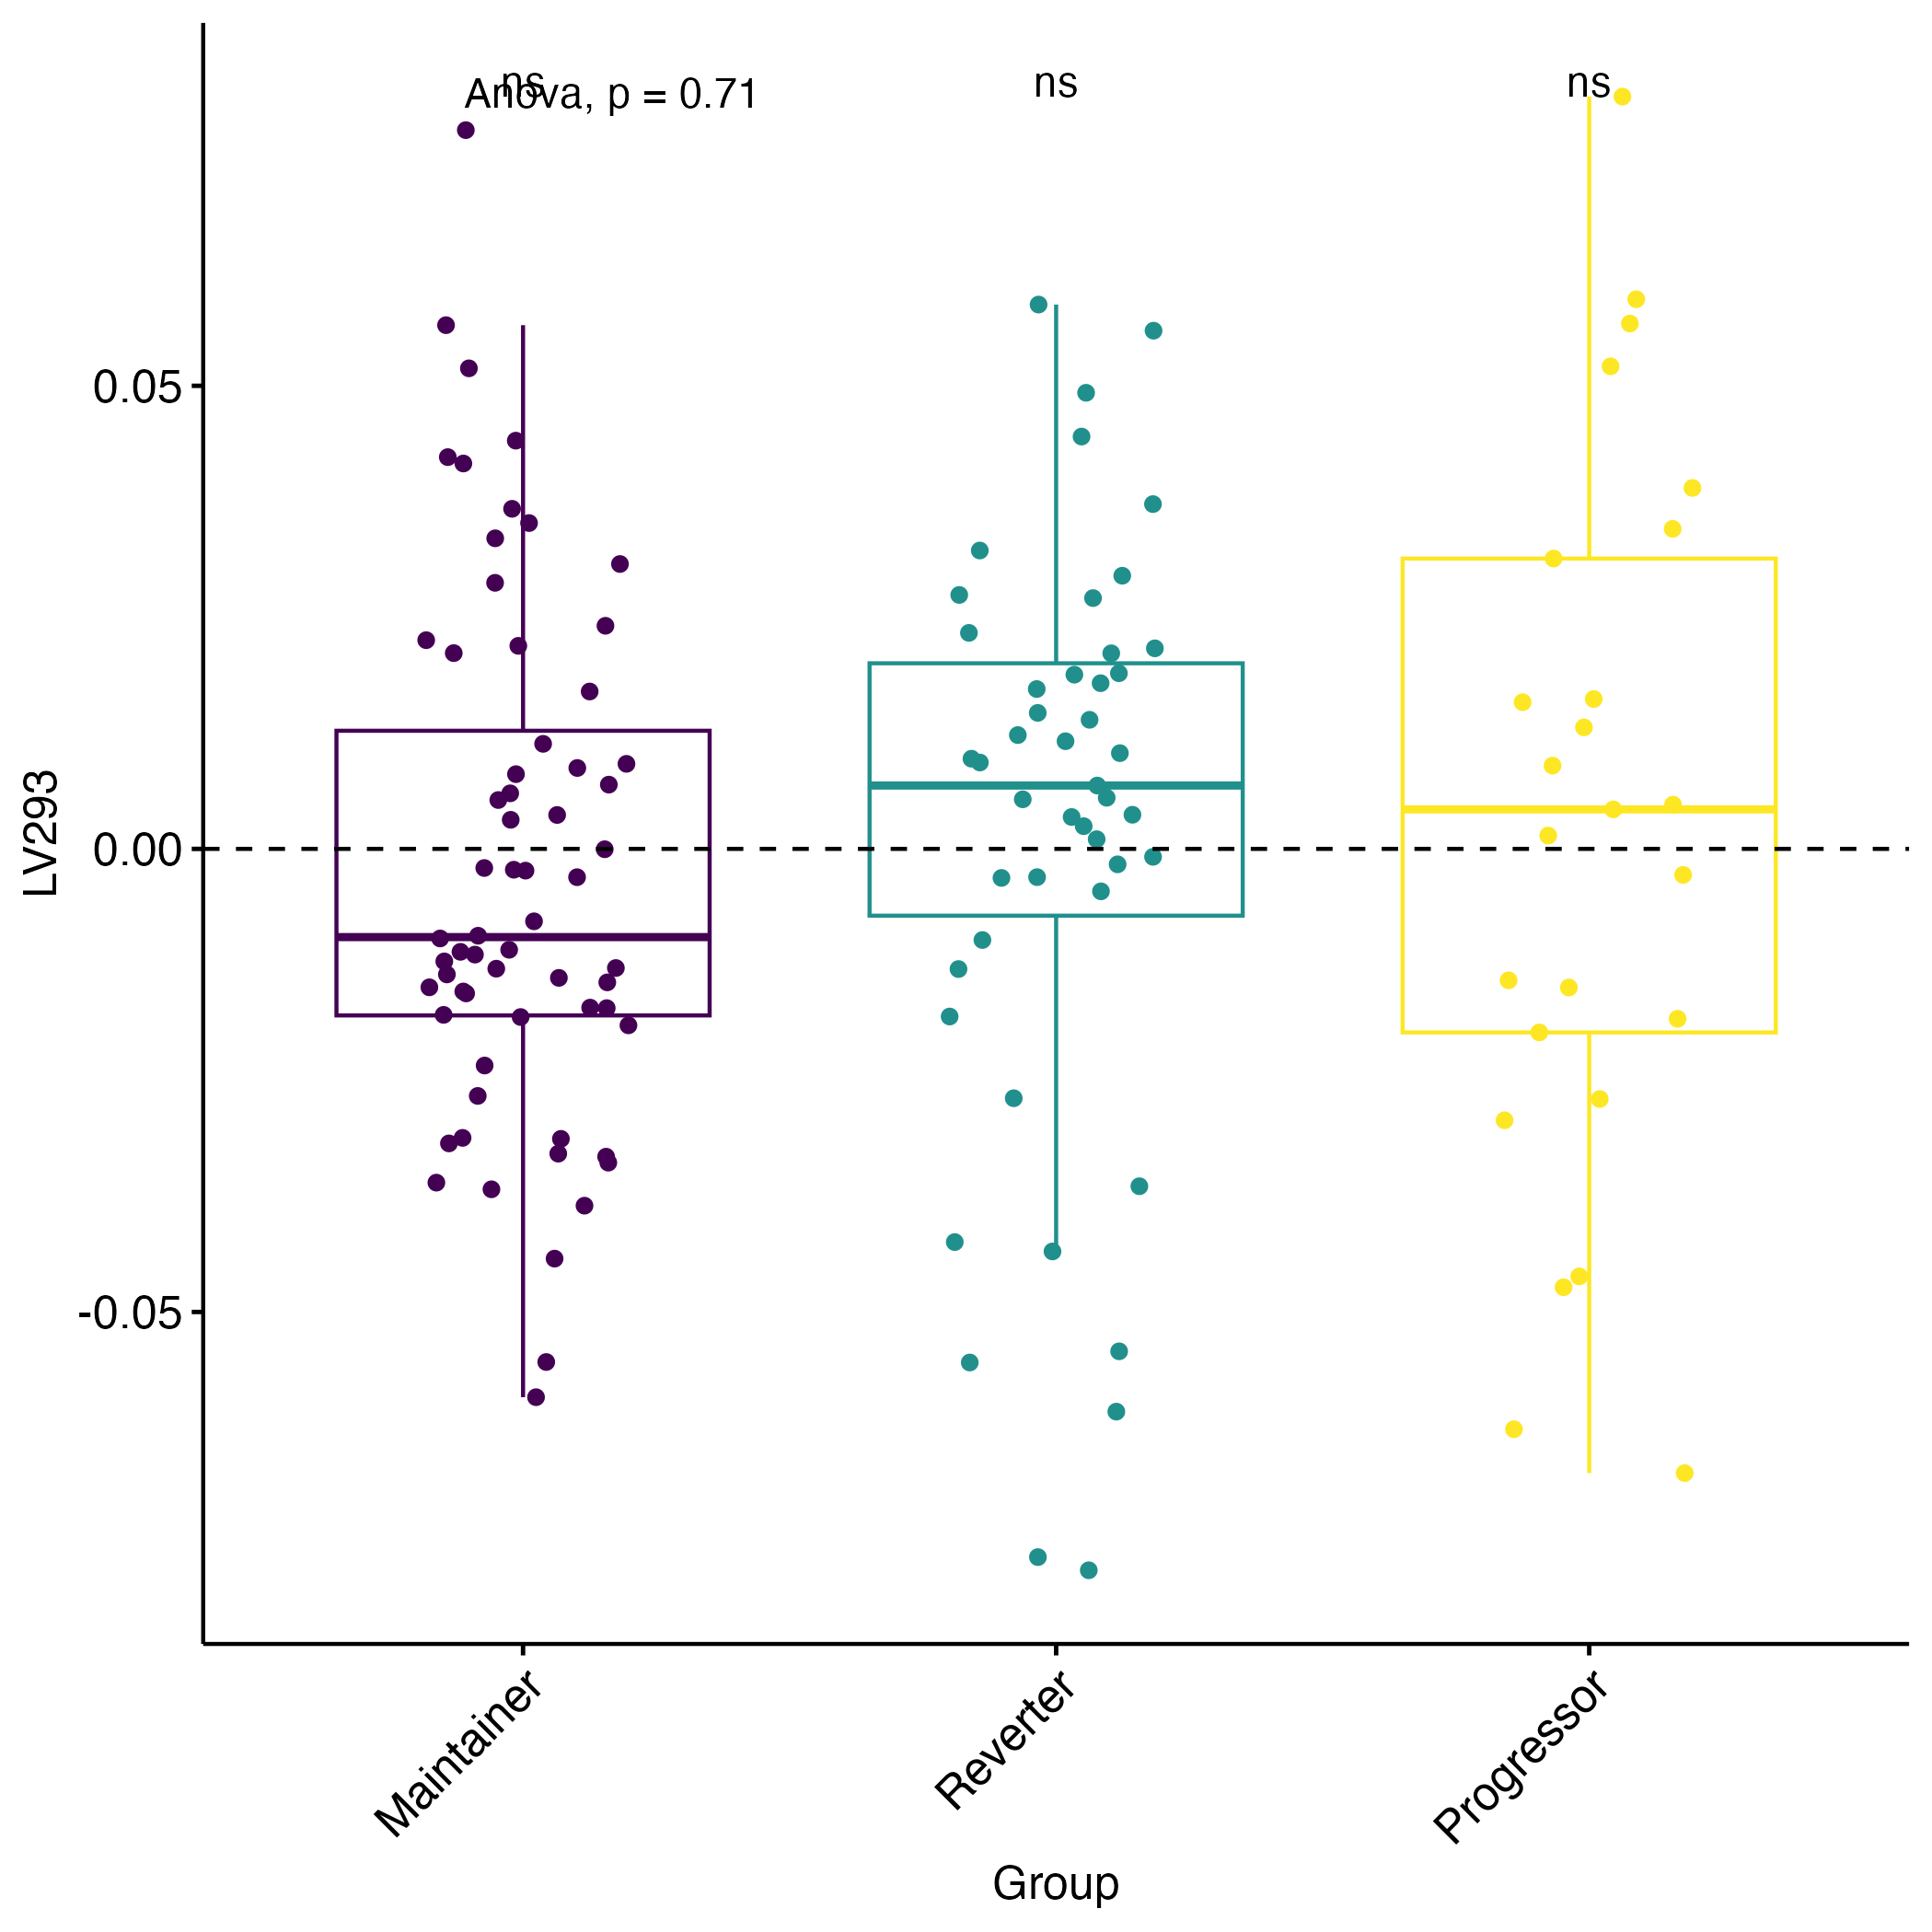 ns
ns
ns
Anova, p = 0.71
0.05
0.00
-0.05
LV293
Maintainer
Reverter
Progressor
Group